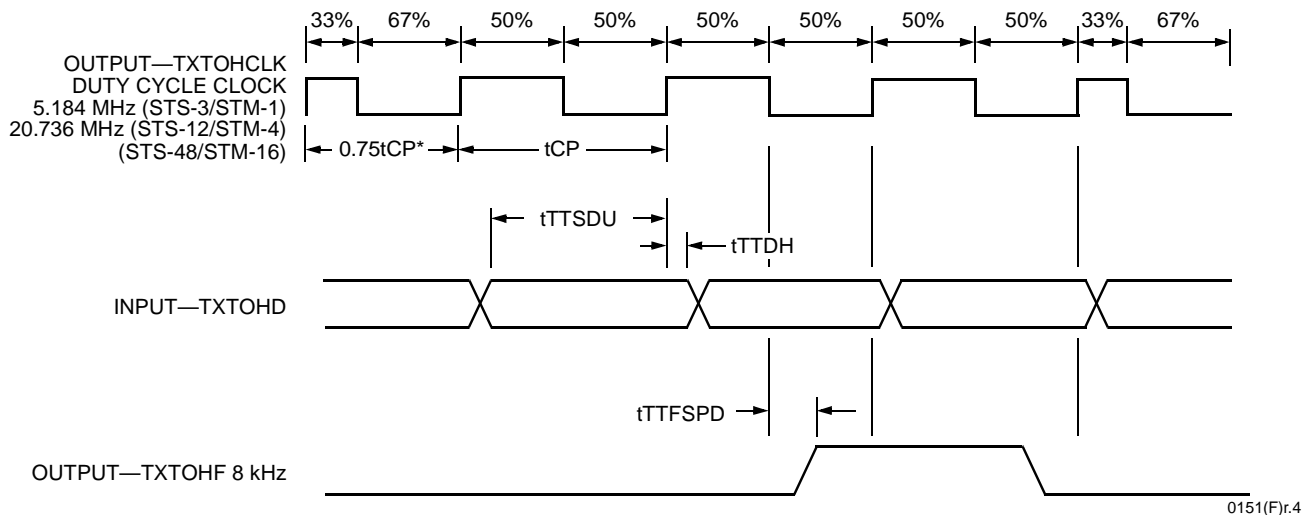 33% 67% 50% 50% 50% 50% 50% 50% 33% 67%
OUTPUT—TXTOHCLK
DUTY CYCLE CLOCK
5.184 MHz (STS-3/STM-1)
20.736 MHz (STS-12/STM-4)
(STS-48/STM-16)
0.75tCP* tCP
tTTSDU
tTTDH
INPUT—TXTOHD
tTTFSPD
OUTPUT—TXTOHF 8 kHz
0151(F)r.4